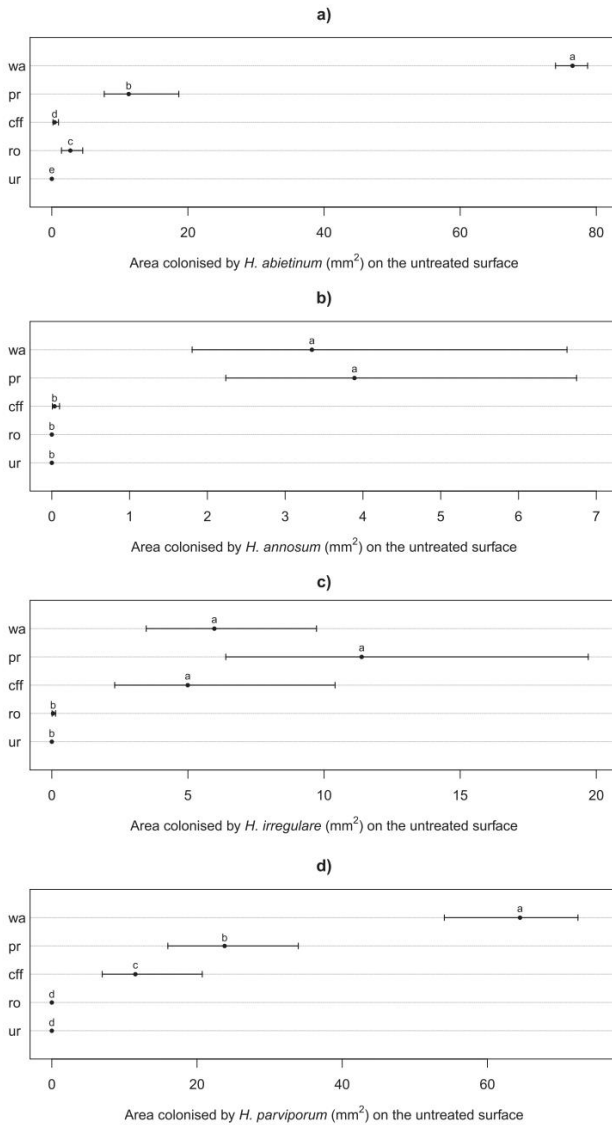 a)
a
wa
b
pr
d
cff
c
ro
e
ur
0 20 40 60 80
Area colonised by H. abietinum (mm²) on the untreated surface
b)
a
wa
a
pr
b
cff
b
ro
b
ur
0 1 2 3 4 5 6 7
Area colonised by H. annosum (mm²) on the untreated surface
c)
a
wa
a
pr
a
cff
b
ro
b
ur
0 5 10 15 20
Area colonised by H. irregulare (mm²) on the untreated surface
d)
a
wa
b
pr
c
cff
d
ro
d
ur
0 20 40 60
Area colonised by H. parviporum (mm²) on the untreated surface